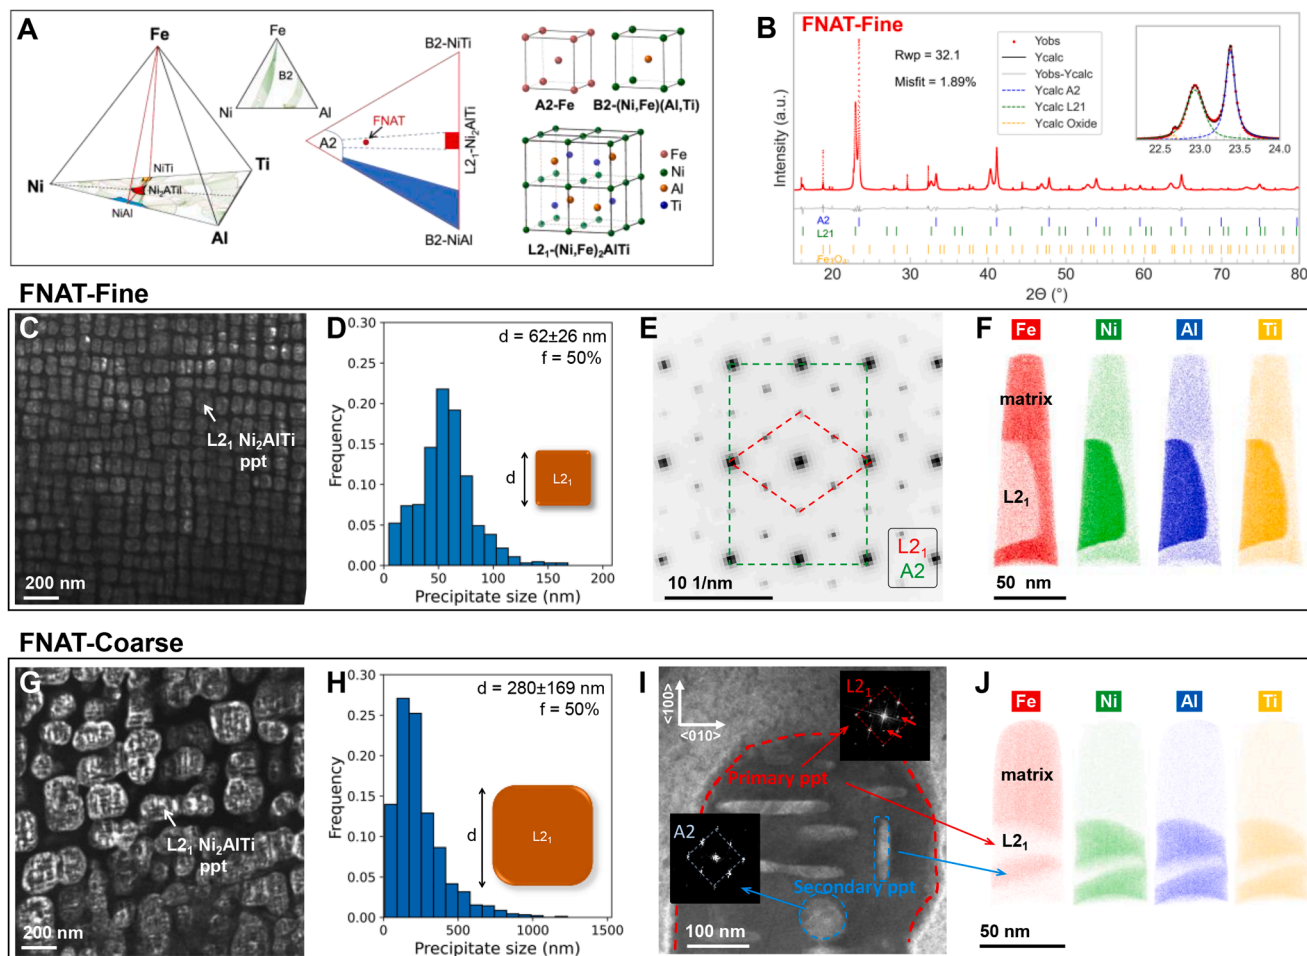 A
Fe
Fe
B2
Ni
Al
Ti
NiTi
Ni
Ni₂ATil
NiAl
Al
B2-NiTi
FNAT
A2
L2₁-Ni₂AlTi
B2-NiAl
A2-Fe
B2-(Ni,Fe)(Al,Ti)
Fe
Ni
Al
Ti
L2₁-(Ni,Fe)₂AlTi
B
FNAT-Fine
Rwp = 32.1
Misfit = 1.89%
Yobs
Ycalc
Yobs-Ycalc
Ycalc A2
Ycalc L21
Ycalc Oxide
22.5 23.0 23.5 24.0
Intensity (a.u.)
A2
L21
Fe₃O₄
20 30 40 50 60 70 80
2Θ (°)
FNAT-Fine
C
L2₁ Ni₂AlTi
ppt
200 nm
D
d = 62±26 nm
f = 50%
Frequency
0.30
0.25
0.20
0.15
0.10
0.05
0.00
d
L2₁
0 50 100 150 200
Precipitate size (nm)
E
L2₁
A2
10 1/nm
F
Fe Ni Al Ti
matrix
L2₁
50 nm
FNAT-Coarse
G
L2₁ Ni₂AlTi
ppt
200 nm
H
d = 280±169 nm
f = 50%
Frequency
0.30
0.25
0.20
0.15
0.10
0.05
0.00
d
L2₁
0 500 1000 1500
Precipitate size (nm)
I
<100>
<010>
L2₁
Primary ppt
A2
Secondary ppt
100 nm
J
Fe Ni Al Ti
matrix
L2₁
50 nm